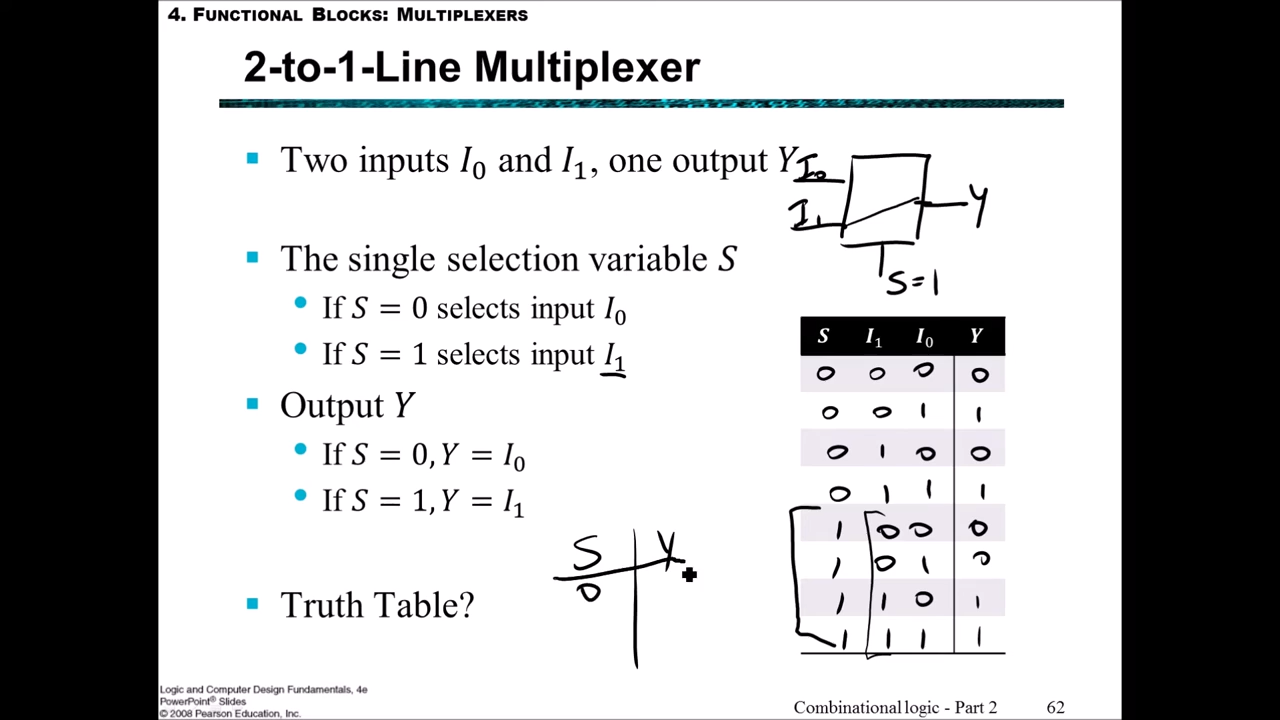 4. FUNCTIONAL BLOCKS: MULTIPLEXERS
2-to-1-Line Multiplexer
▪ Two inputs I₀ and I₁, one output Y
I₀
I₁
Y
S=1
▪ The single selection variable S
• If S = 0 selects input I₀
• If S = 1 selects input I₁
▪ Output Y
• If S = 0, Y = I₀
• If S = 1, Y = I₁
▪ Truth Table?
S Y
0
S I₁ I₀ Y
0 0 0 0
0 0 1 1
0 1 0 0
0 1 1 1
1 0 0 0
1 0 1 0
1 1 0 1
1 1 1 1
Logic and Computer Design Fundamentals, 4e
PowerPoint® Slides
© 2008 Pearson Education, Inc.
Combinational logic - Part 2 62